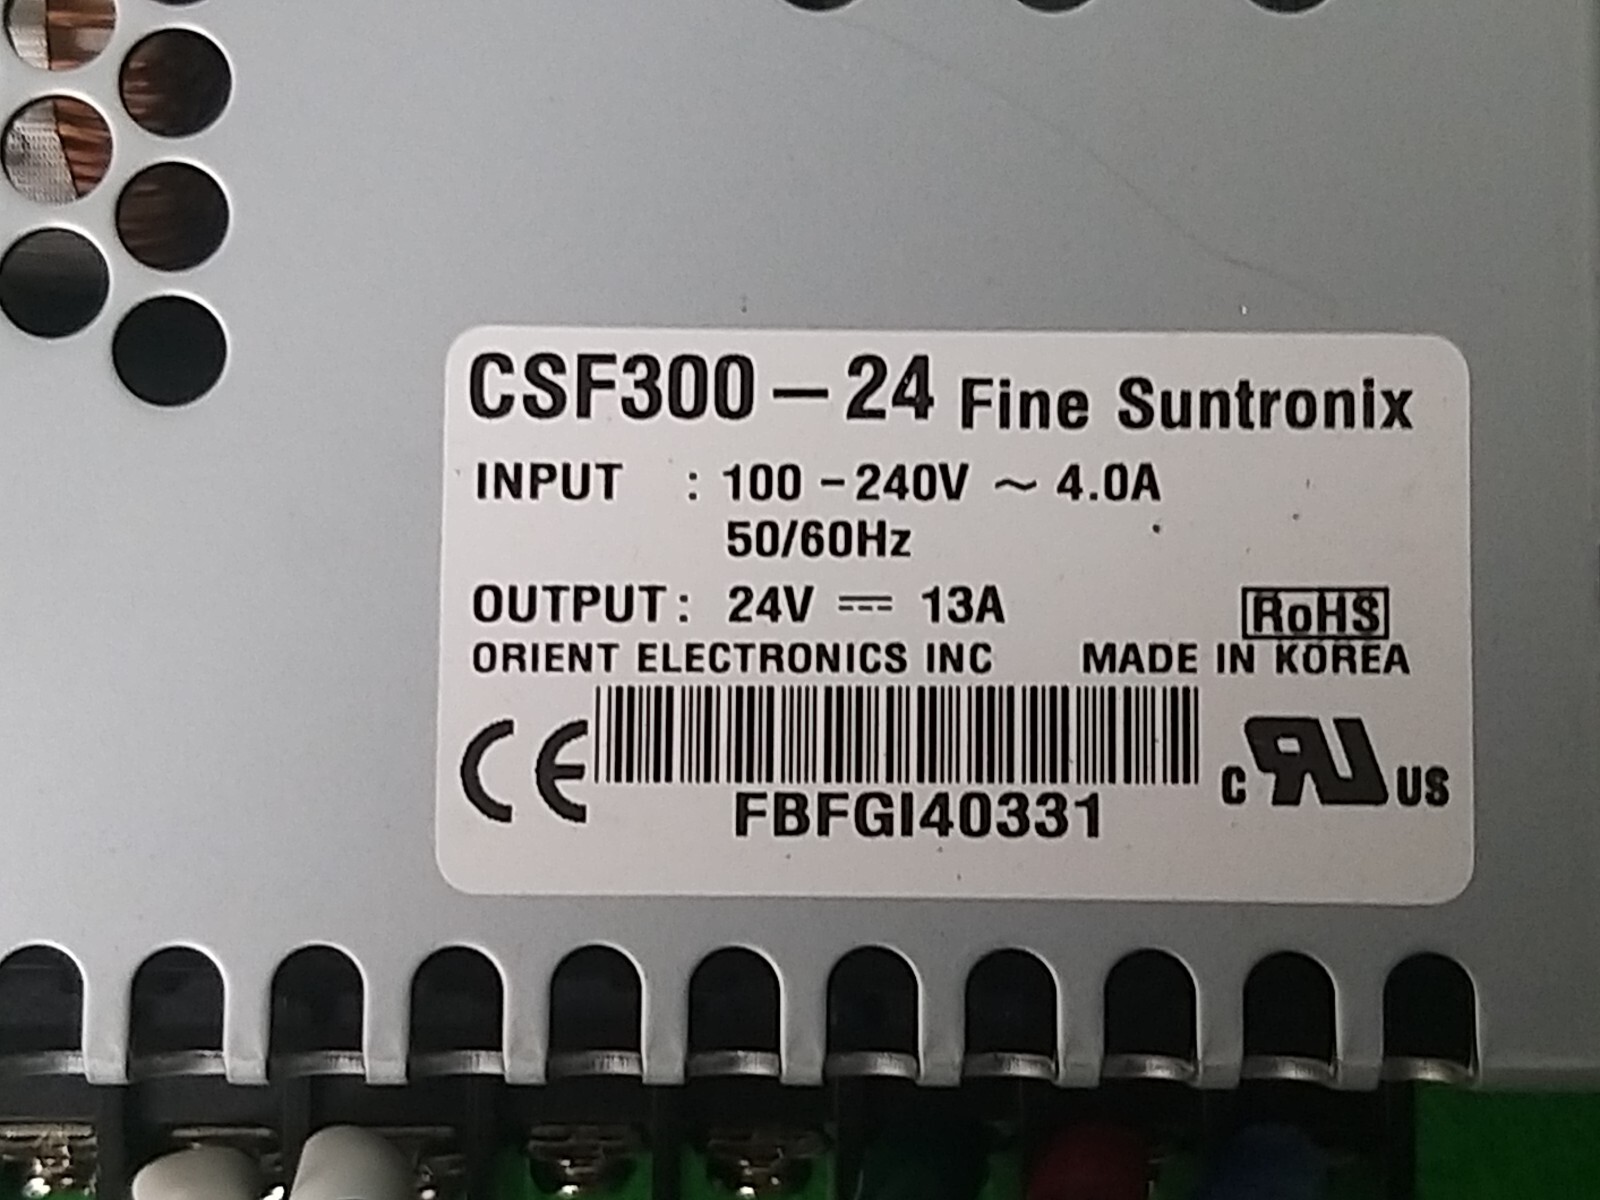 CSF300-24 Fine Suntronix
INPUT : 100-240V ~ 4.0A
50/60Hz
OUTPUT: 24V ⎓ 13A
RoHS
ORIENT ELECTRONICS INC MADE IN KOREA
CE
FBFGI40331
c RU US